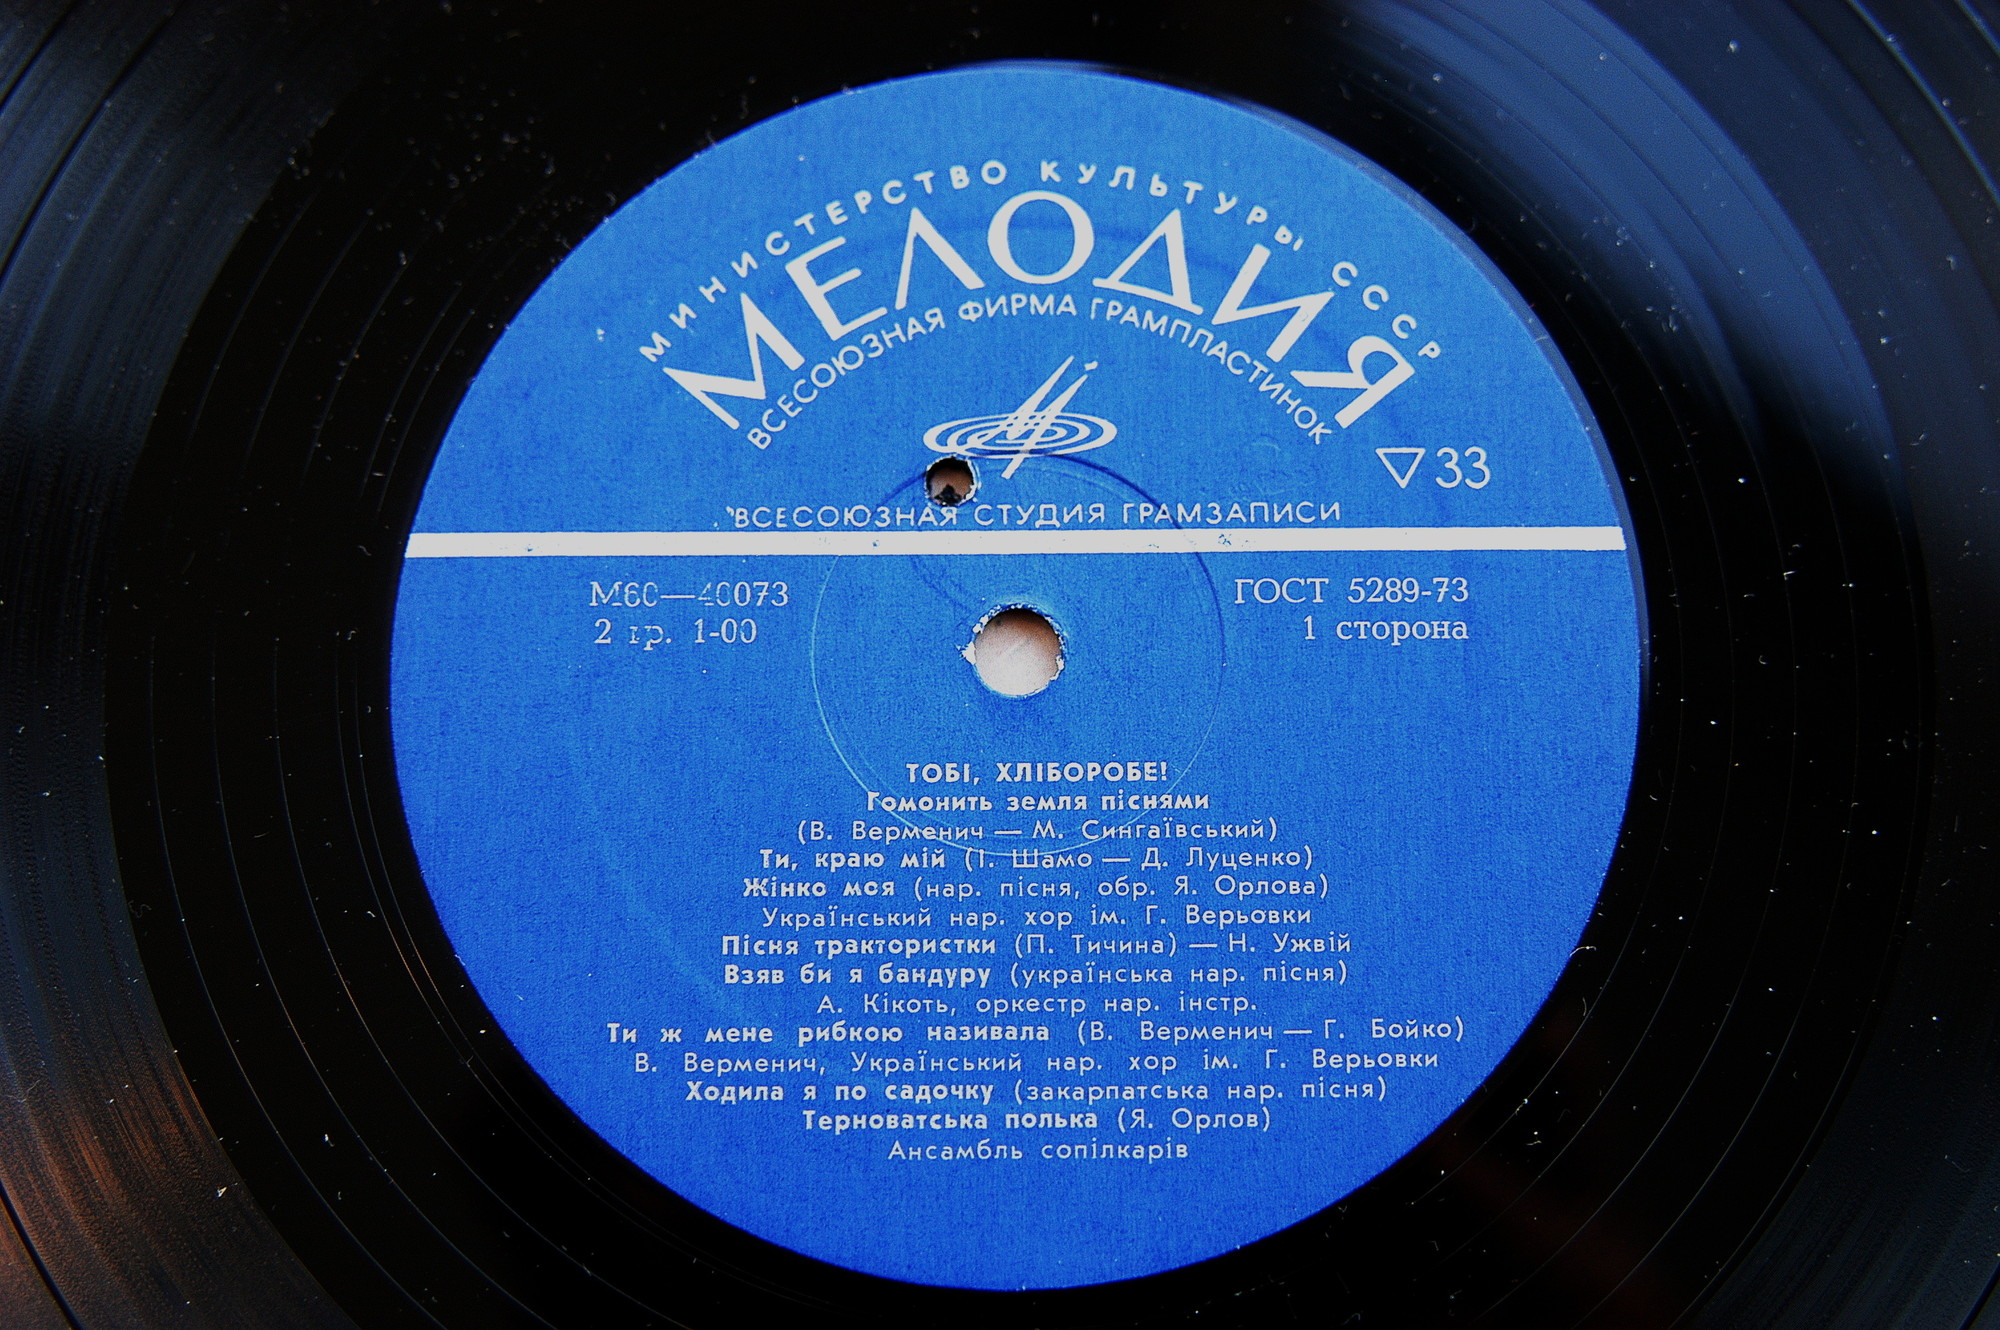 МИНИСТЕРСТВО КУЛЬТУРЫ СССР
МЕЛОДИЯ
ВСЕСОЮЗНАЯ ФИРМА ГРАМПЛАСТИНОК
▽33
ВСЕСОЮЗНАЯ СТУДИЯ ГРАМЗАПИСИ
М60—40073
ГОСТ 5289-73
2 гр. 1-00
1 сторона
ТОБІ, ХЛІБОРОБЕ!
Гомонить земля піснями
(В. Верменич — М. Сингаївський)
Ти, краю мій (І. Шамо — Д. Луценко)
Жінко моя (нар. пісня, обр. Я. Орлова)
Український нар. хор ім. Г. Верьовки
Пісня трактористки (П. Тичина) — Н. Ужвій
Взяв би я бандуру (українська нар. пісня)
А. Кікоть, оркестр нар. інстр.
Ти ж мене рибкою називала (В. Верменич — Г. Бойко)
В. Верменич, Український нар. хор ім. Г. Верьовки
Ходила я по садочку (закарпатська нар. пісня)
Терноватська полька (Я. Орлов)
Ансамбль сопілкарів